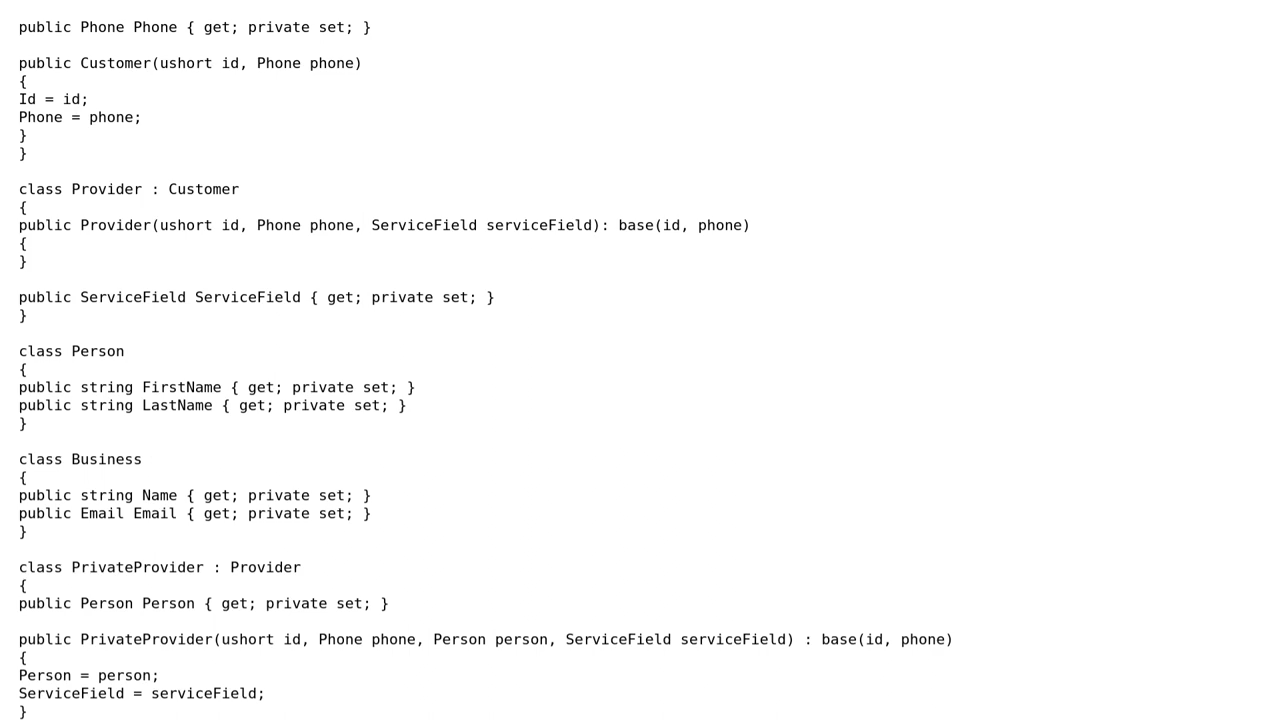 public Phone Phone { get; private set; }
public Customer(ushort id, Phone phone)
{
Id = id;
Phone = phone;
}
}
class Provider : Customer
{
public Provider(ushort id, Phone phone, ServiceField serviceField): base(id, phone)
{
}
public ServiceField ServiceField { get; private set; }
}
class Person
{
public string FirstName { get; private set; }
public string LastName { get; private set; }
}
class Business
{
public string Name { get; private set; }
public Email Email { get; private set; }
}
class PrivateProvider : Provider
{
public Person Person { get; private set; }
public PrivateProvider(ushort id, Phone phone, Person person, ServiceField serviceField) : base(id, phone)
{
Person = person;
ServiceField = serviceField;
}